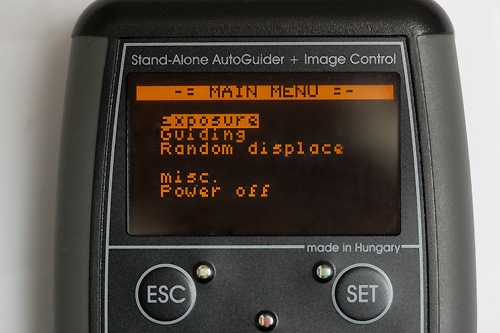 Stand-Alone AutoGuider + Image Control
-= MAIN MENU =-
exposure
Guiding
Random displace
misc.
Power off
made in Hungary
ESC
SET